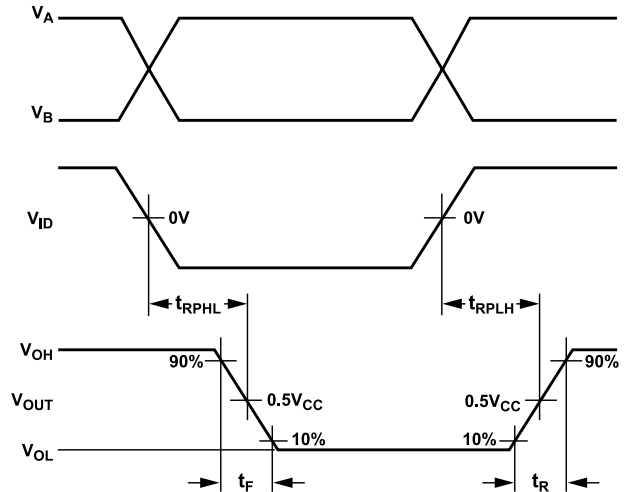 VA
VB
VID
0V
0V
tRPHL
tRPLH
VOH
90%
90%
VOUT
0.5VCC
0.5VCC
10%
10%
VOL
tF
tR